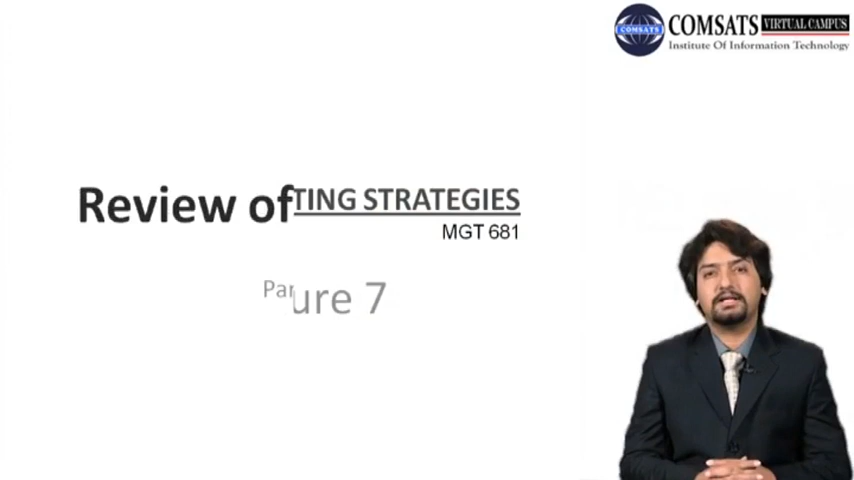 COMSATS VIRTUAL CAMPUS
COMSATS
Institute Of Information Technology
Review of TING STRATEGIES
MGT 681
Par
ure 7